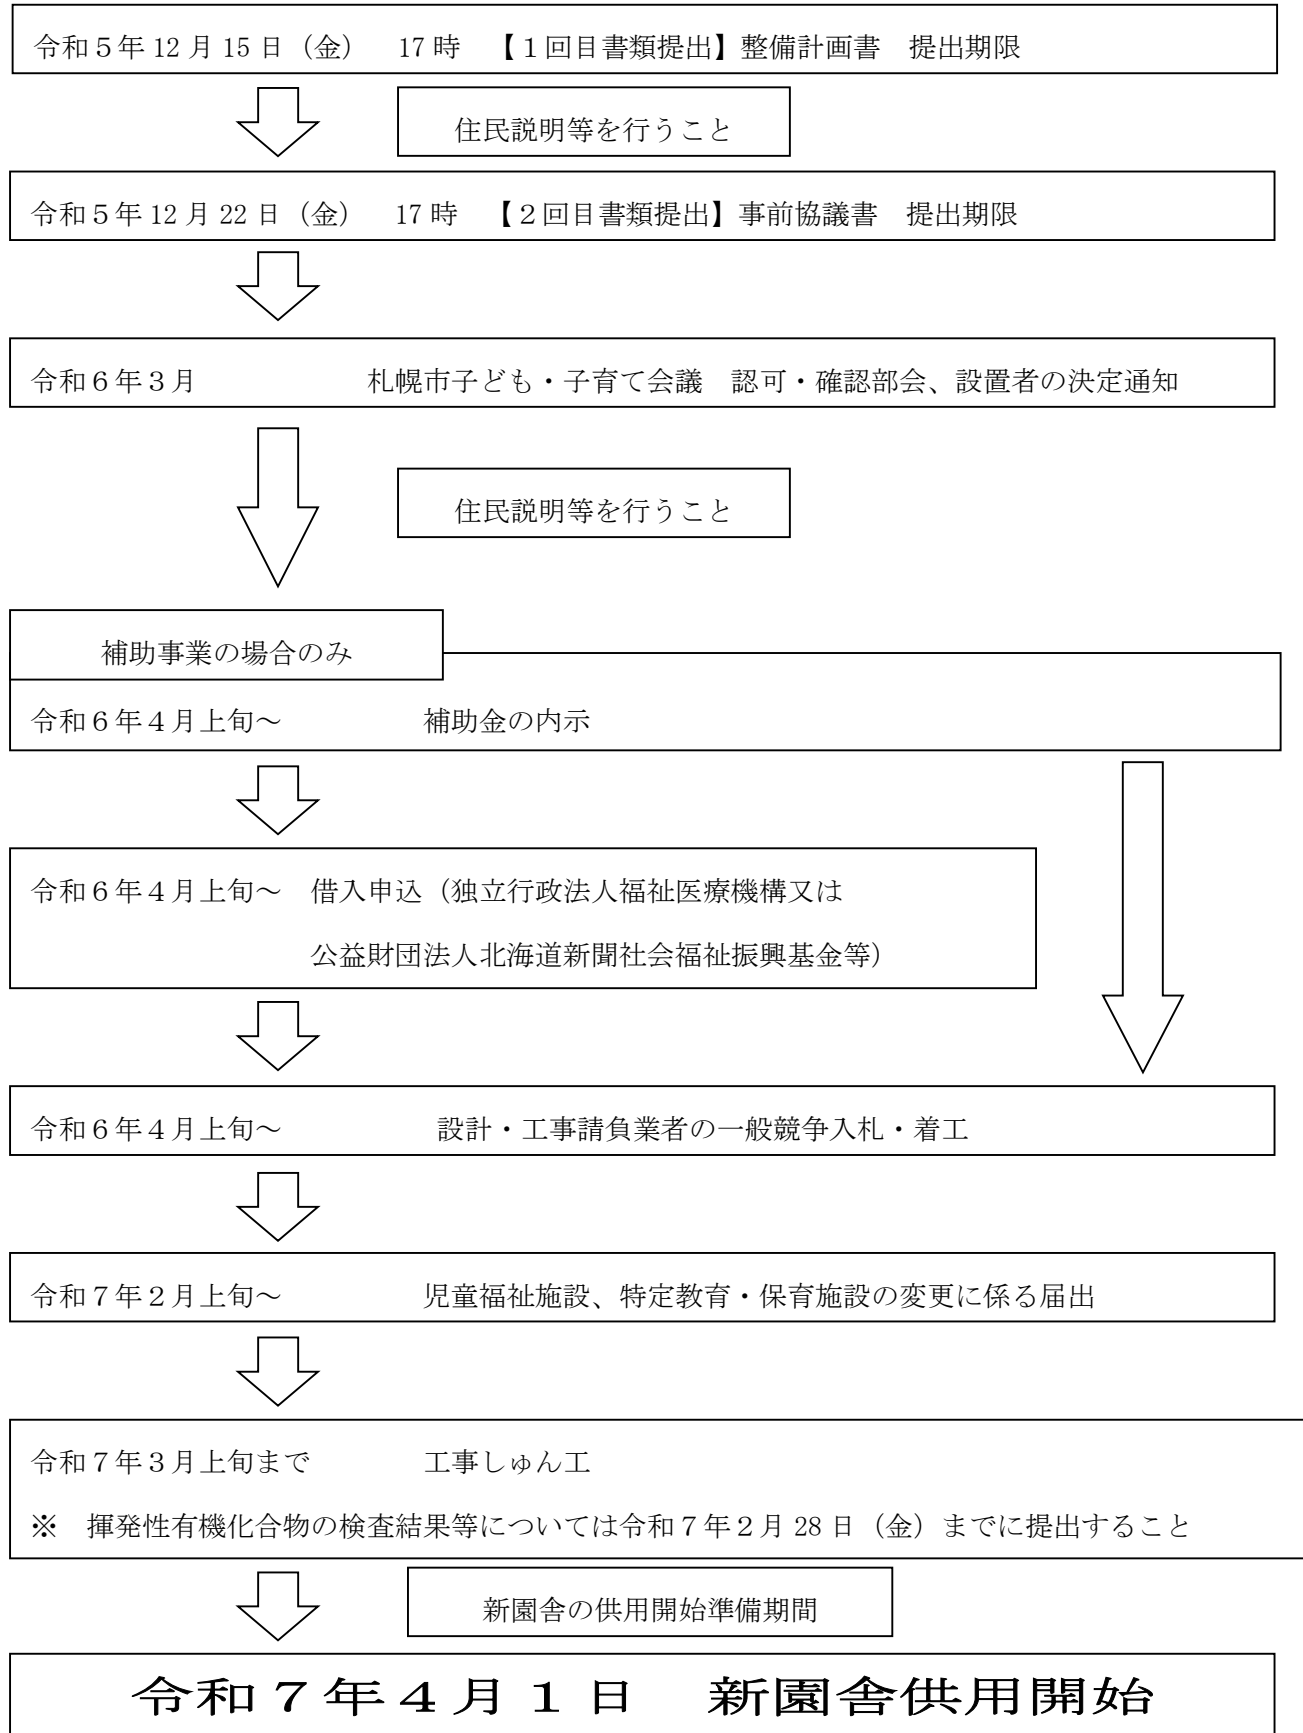 令和５年 12 月 15 日（金）　17 時　【１回目書類提出】整備計画書　提出期限
住民説明等を行うこと
令和５年 12 月 22 日（金）　17 時　【２回目書類提出】事前協議書　提出期限
令和６年３月　　　　　　札幌市子ども・子育て会議　認可・確認部会、設置者の決定通知
住民説明等を行うこと
補助事業の場合のみ
令和６年４月上旬～　　　　　補助金の内示
令和６年４月上旬～　借入申込（独立行政法人福祉医療機構又は
公益財団法人北海道新聞社会福祉振興基金等）
令和６年４月上旬～　　　　　設計・工事請負業者の一般競争入札・着工
令和７年２月上旬～　　　　　児童福祉施設、特定教育・保育施設の変更に係る届出
令和７年３月上旬まで　　　　工事しゅん工
※　揮発性有機化合物の検査結果等については令和７年２月 28 日（金）までに提出すること
新園舎の供用開始準備期間
令和７年４月１日　新園舎供用開始